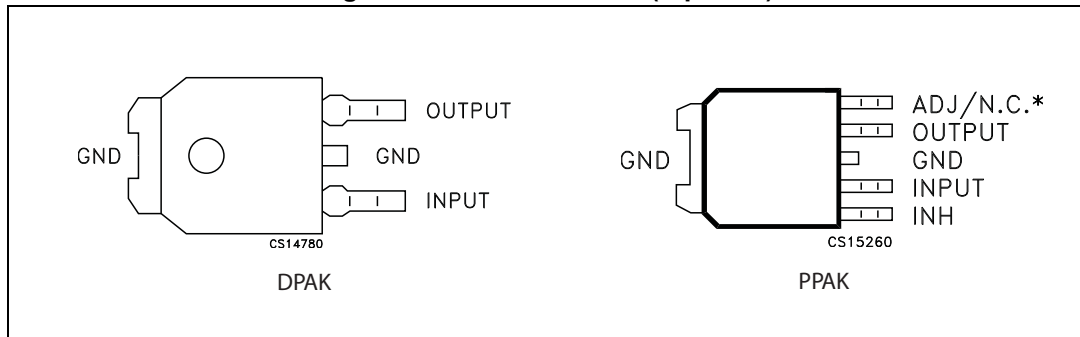 OUTPUT
GND
GND
INPUT
CS14780
DPAK
ADJ/N.C.*
OUTPUT
GND
GND
INPUT
INH
CS15260
PPAK